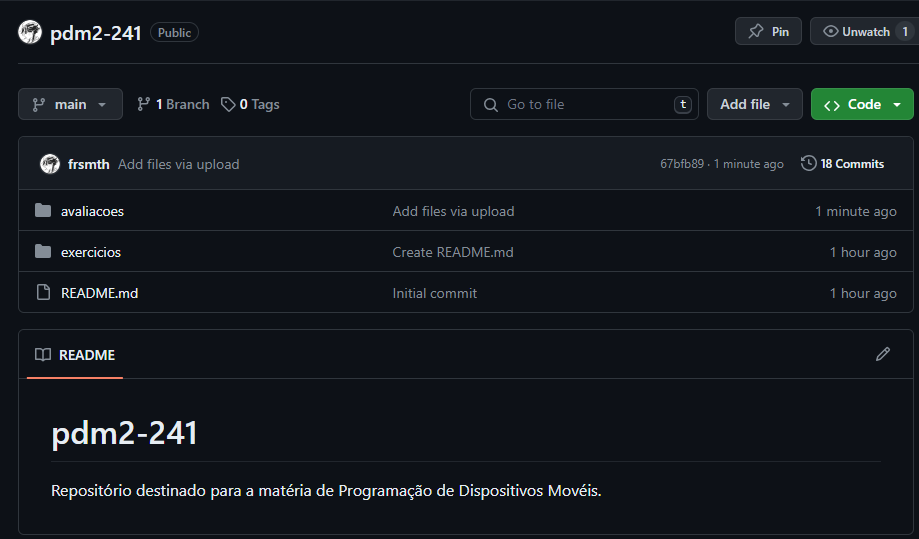 pdm2-241 Public Pin Unwatch 1
main 1 Branch 0 Tags Go to file t Add file Code
frsmth Add files via upload 67bfb89 · 1 minute ago 18 Commits
avaliacoes Add files via upload 1 minute ago
exercicios Create README.md 1 hour ago
README.md Initial commit 1 hour ago
README
pdm2-241
Repositório destinado para a matéria de Programação de Dispositivos Movéis.